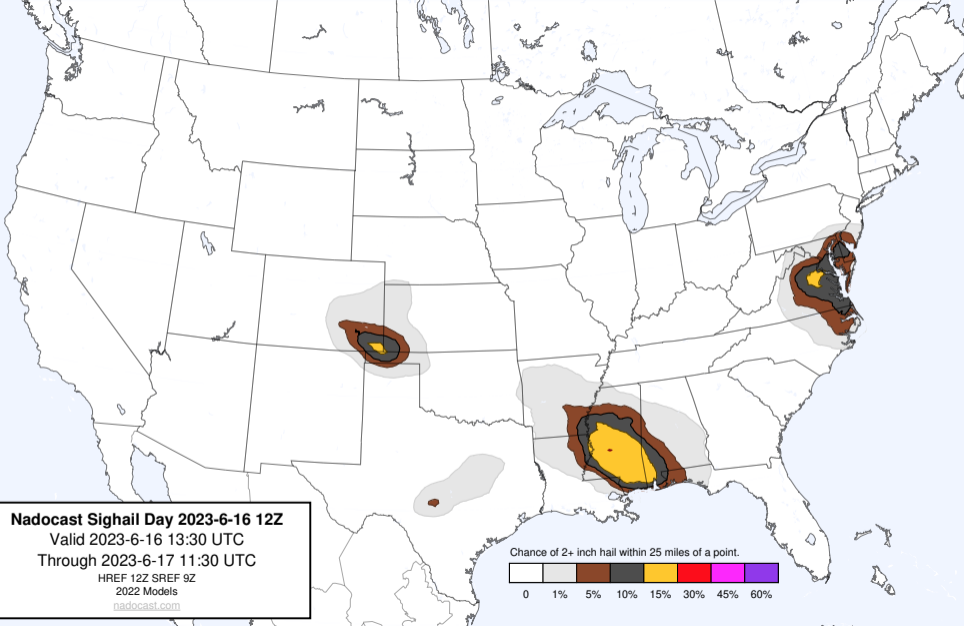 Nadocast Sighail Day 2023-6-16 12Z
Valid 2023-6-16 13:30 UTC
Through 2023-6-17 11:30 UTC
HREF 12Z SREF 9Z
2022 Models
nadocast.com
Chance of 2+ inch hail within 25 miles of a point.
0 1% 5% 10% 15% 30% 45% 60%